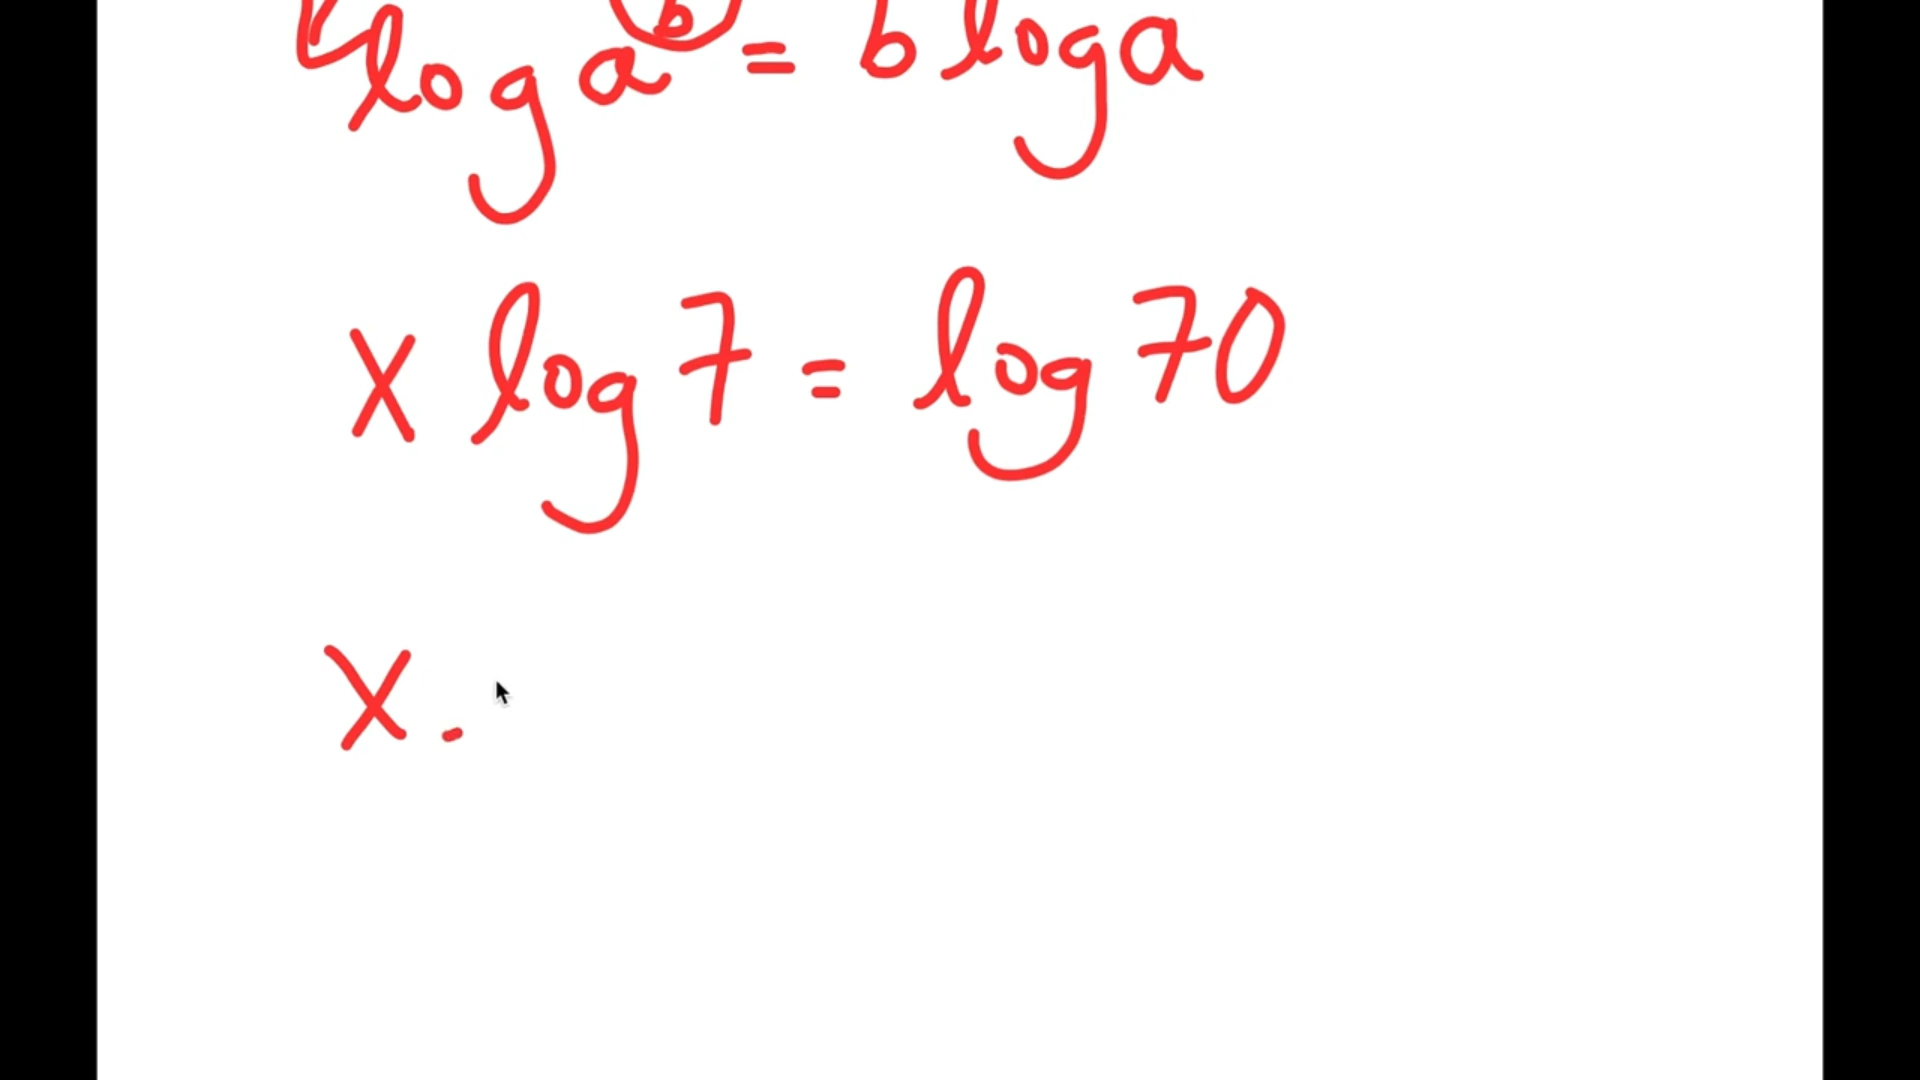 log a^b = b log a
x log 7 = log 70
x .